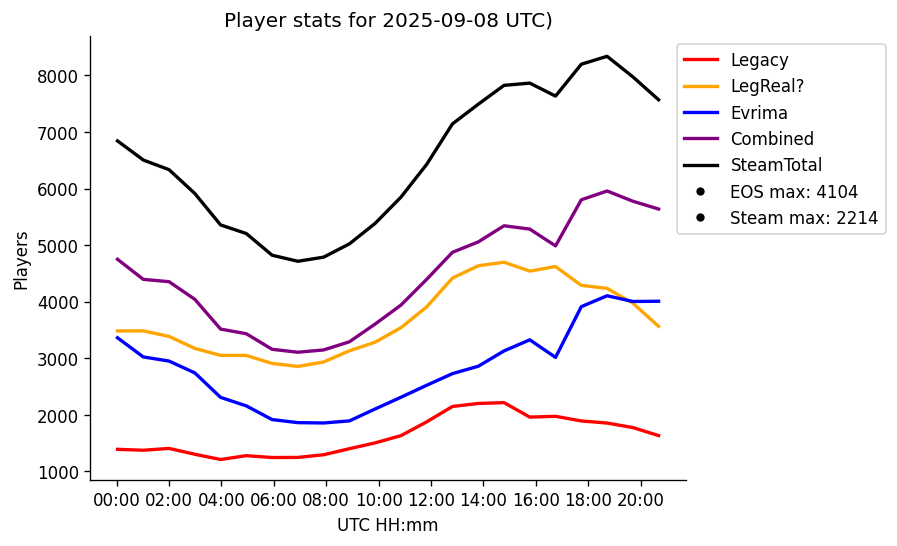 Player stats for 2025-09-08 UTC)
Legacy
LegReal?
Evrima
Combined
SteamTotal
EOS max: 4104
Steam max: 2214
Players
8000
7000
6000
5000
4000
3000
2000
1000
00:00 02:00 04:00 06:00 08:00 10:00 12:00 14:00 16:00 18:00 20:00
UTC HH:mm